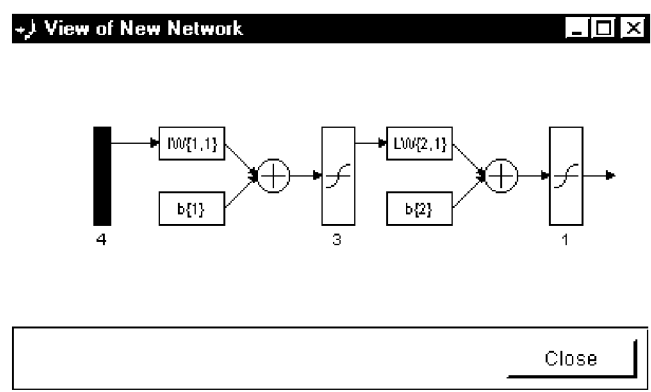 View of New Network
IW{1,1}
LW{2,1}
b{1}
b{2}
4
3
1
Close